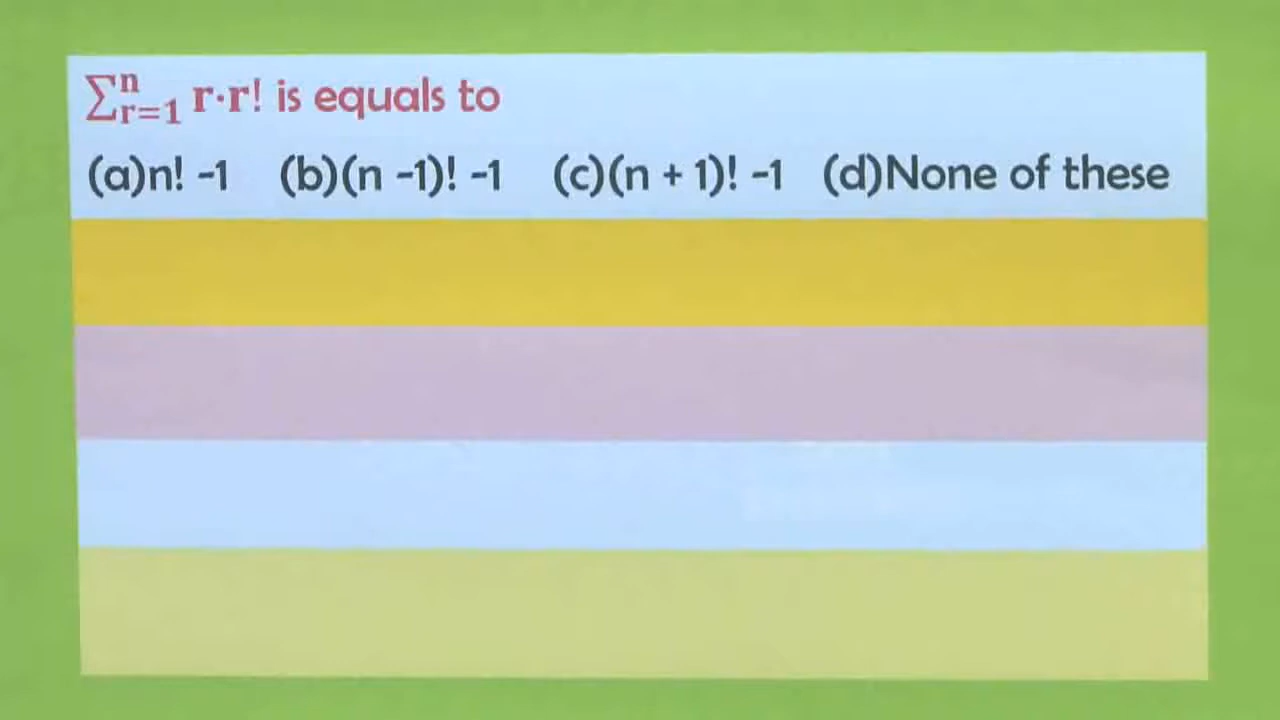 ∑ⁿᵣ₌₁ r·r! is equals to
(a)n! -1 (b)(n -1)! -1 (c)(n + 1)! -1 (d)None of these